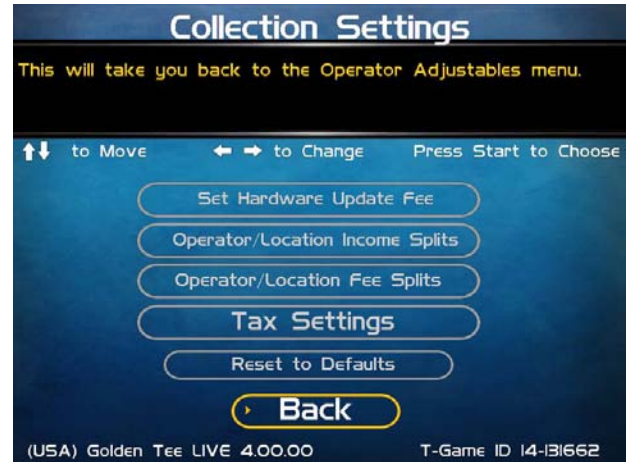 Collection Settings
This will take you back to the Operator Adjustables menu.
to Move to Change Press Start to Choose
Set Hardware Update Fee
Operator/Location Income Splits
Operator/Location Fee Splits
Tax Settings
Reset to Defaults
Back
(USA) Golden Tee LIVE 4.00.00 T-Game ID 14-131662